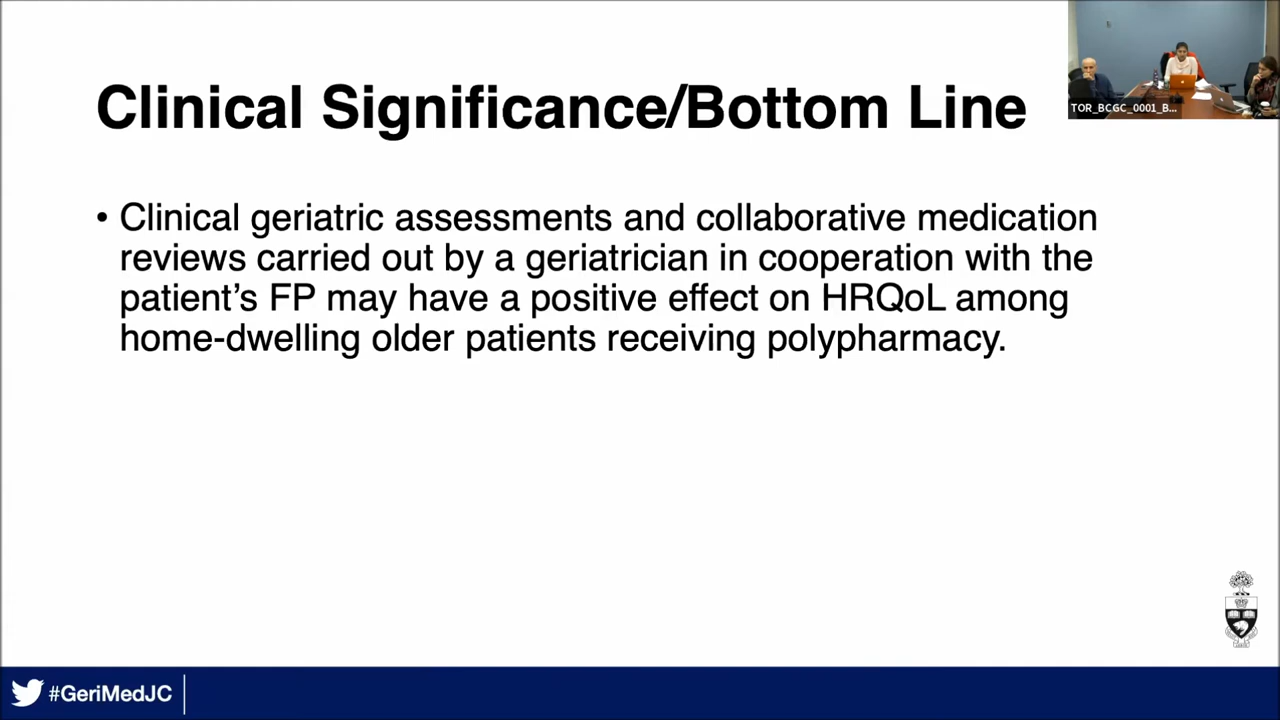 Clinical Significance/Bottom Line
TOR_BCGC_0001_B...
• Clinical geriatric assessments and collaborative medication
reviews carried out by a geriatrician in cooperation with the
patient’s FP may have a positive effect on HRQoL among
home-dwelling older patients receiving polypharmacy.
#GeriMedJC